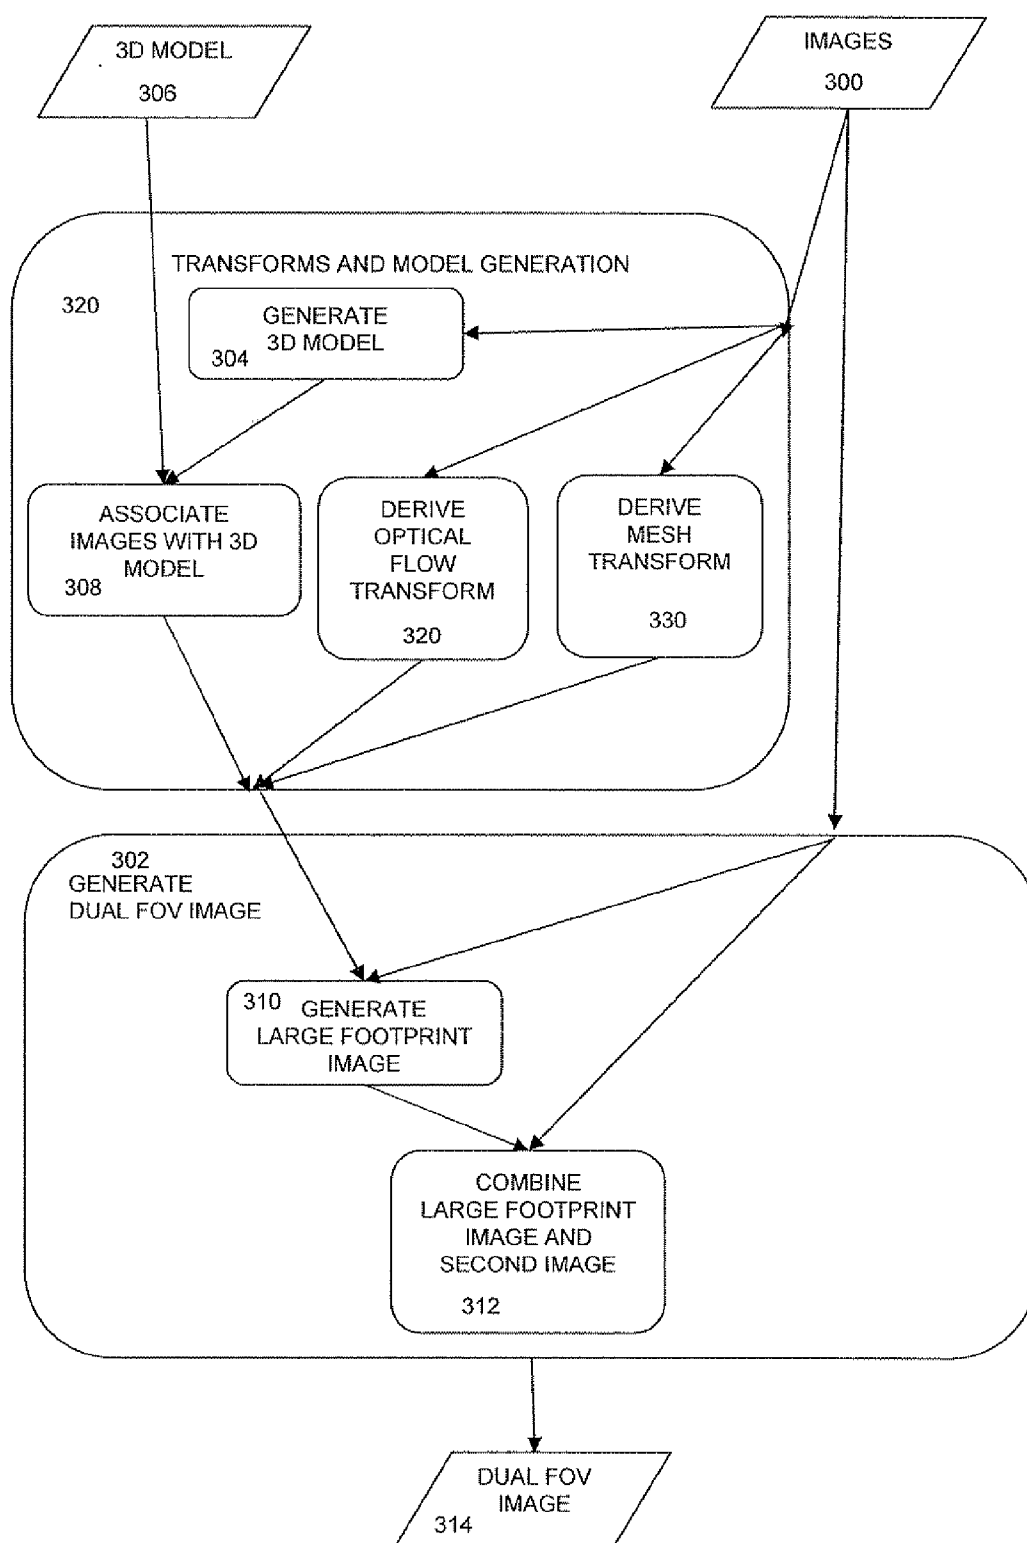 3D MODEL
306
IMAGES
300
TRANSFORMS AND MODEL GENERATION
320
GENERATE
3D MODEL
304
ASSOCIATE
IMAGES WITH 3D
MODEL
308
DERIVE
OPTICAL
FLOW
TRANSFORM
320
DERIVE
MESH
TRANSFORM
330
302
GENERATE
DUAL FOV IMAGE
310
GENERATE
LARGE FOOTPRINT
IMAGE
COMBINE
LARGE FOOTPRINT
IMAGE AND
SECOND IMAGE
312
DUAL FOV
IMAGE
314